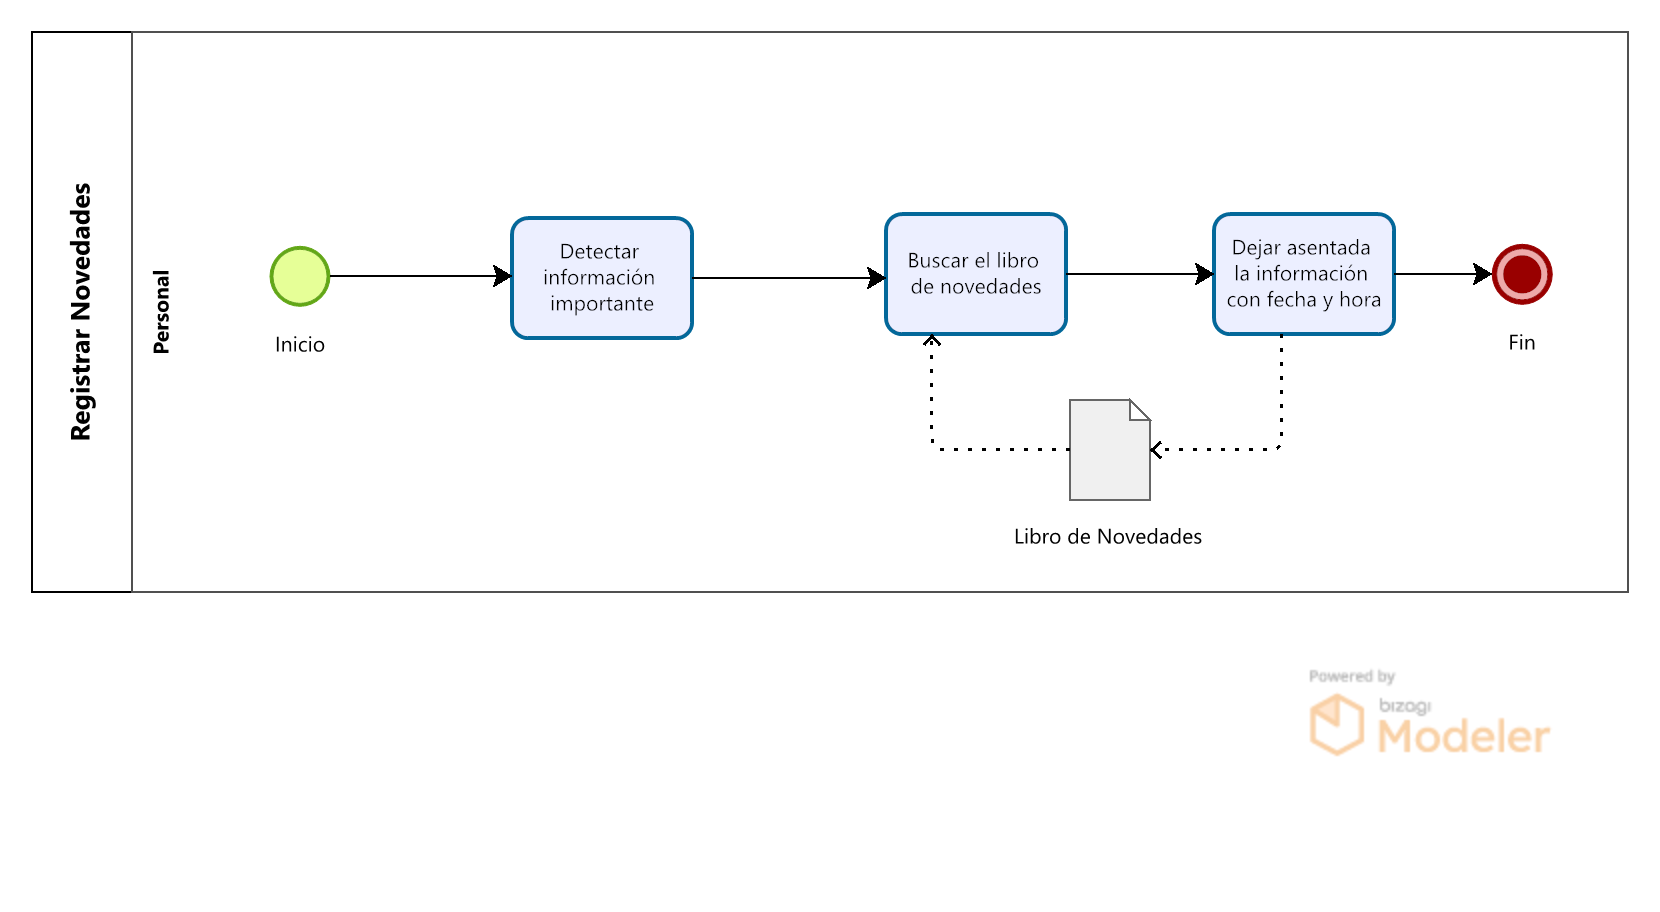 Registrar Novedades
Personal
Inicio
Detectar
información
importante
Buscar el libro
de novedades
Dejar asentada
la información
con fecha y hora
Fin
Libro de Novedades
Powered by
bizagi
Modeler